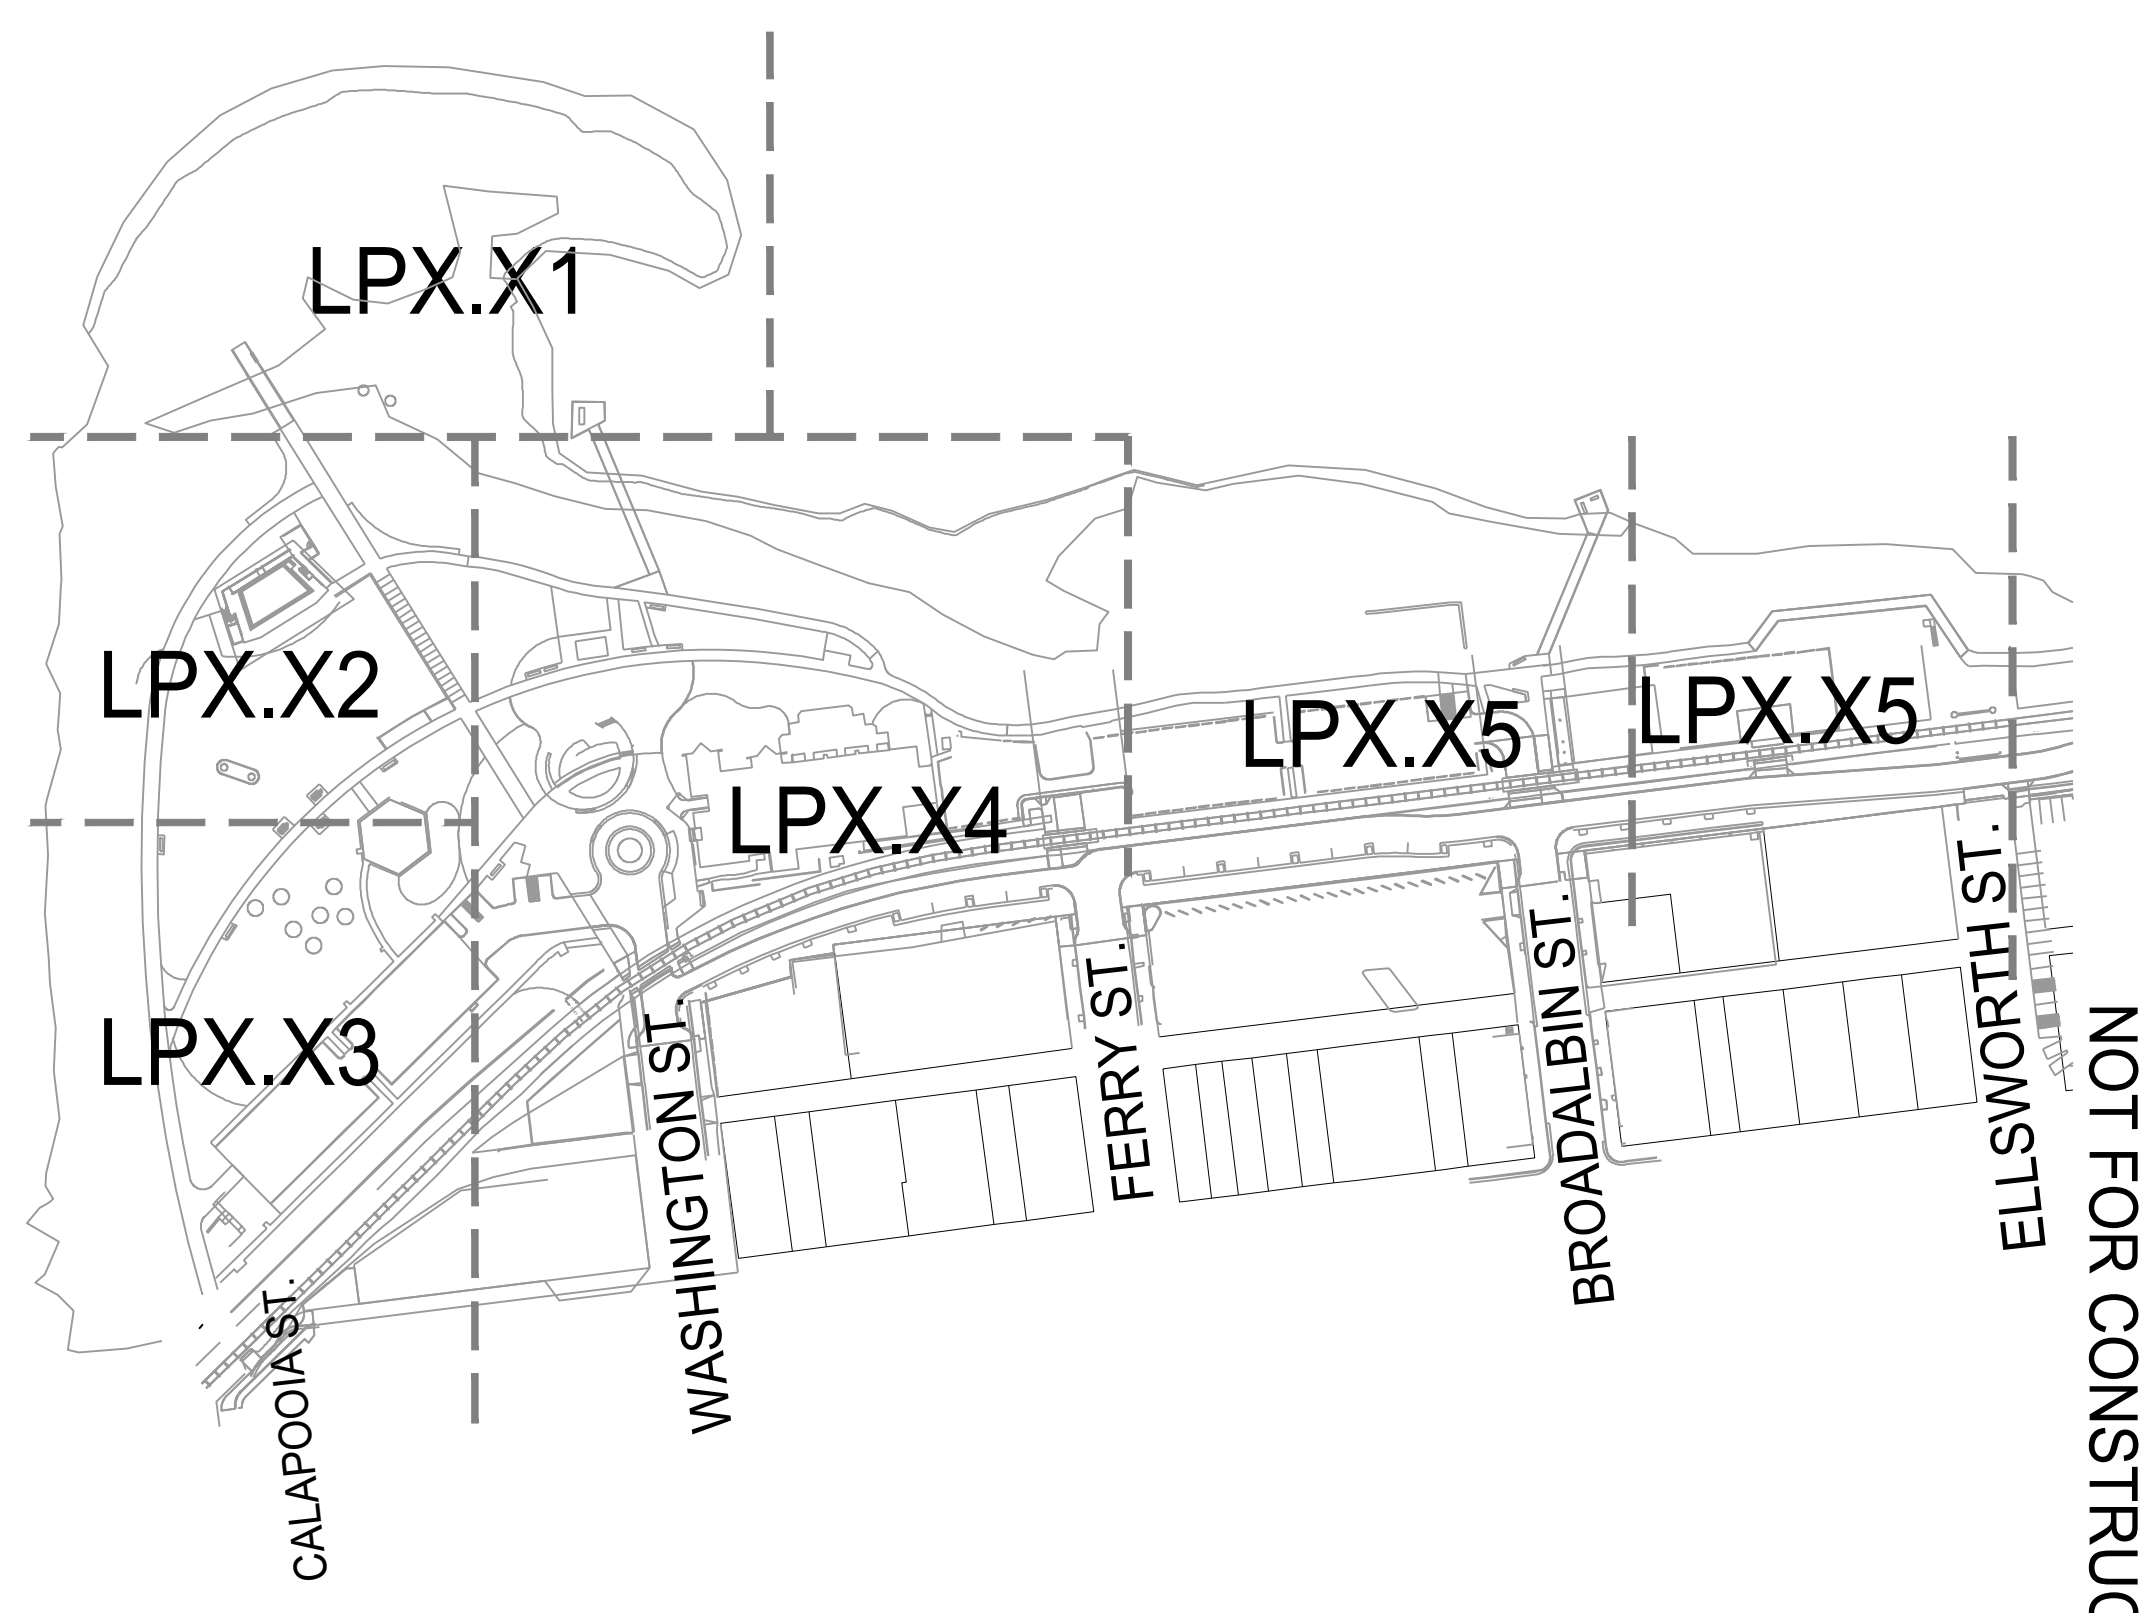 LPX.X1
LPX.X2
LPX.X5
LPX.X5
LPX.X4
LPX.X3
CALAPOOIA ST.
WASHINGTON ST.
FERRY ST.
BROADALBIN ST.
ELLSWORTH ST.
NOT FOR CONSTRUC